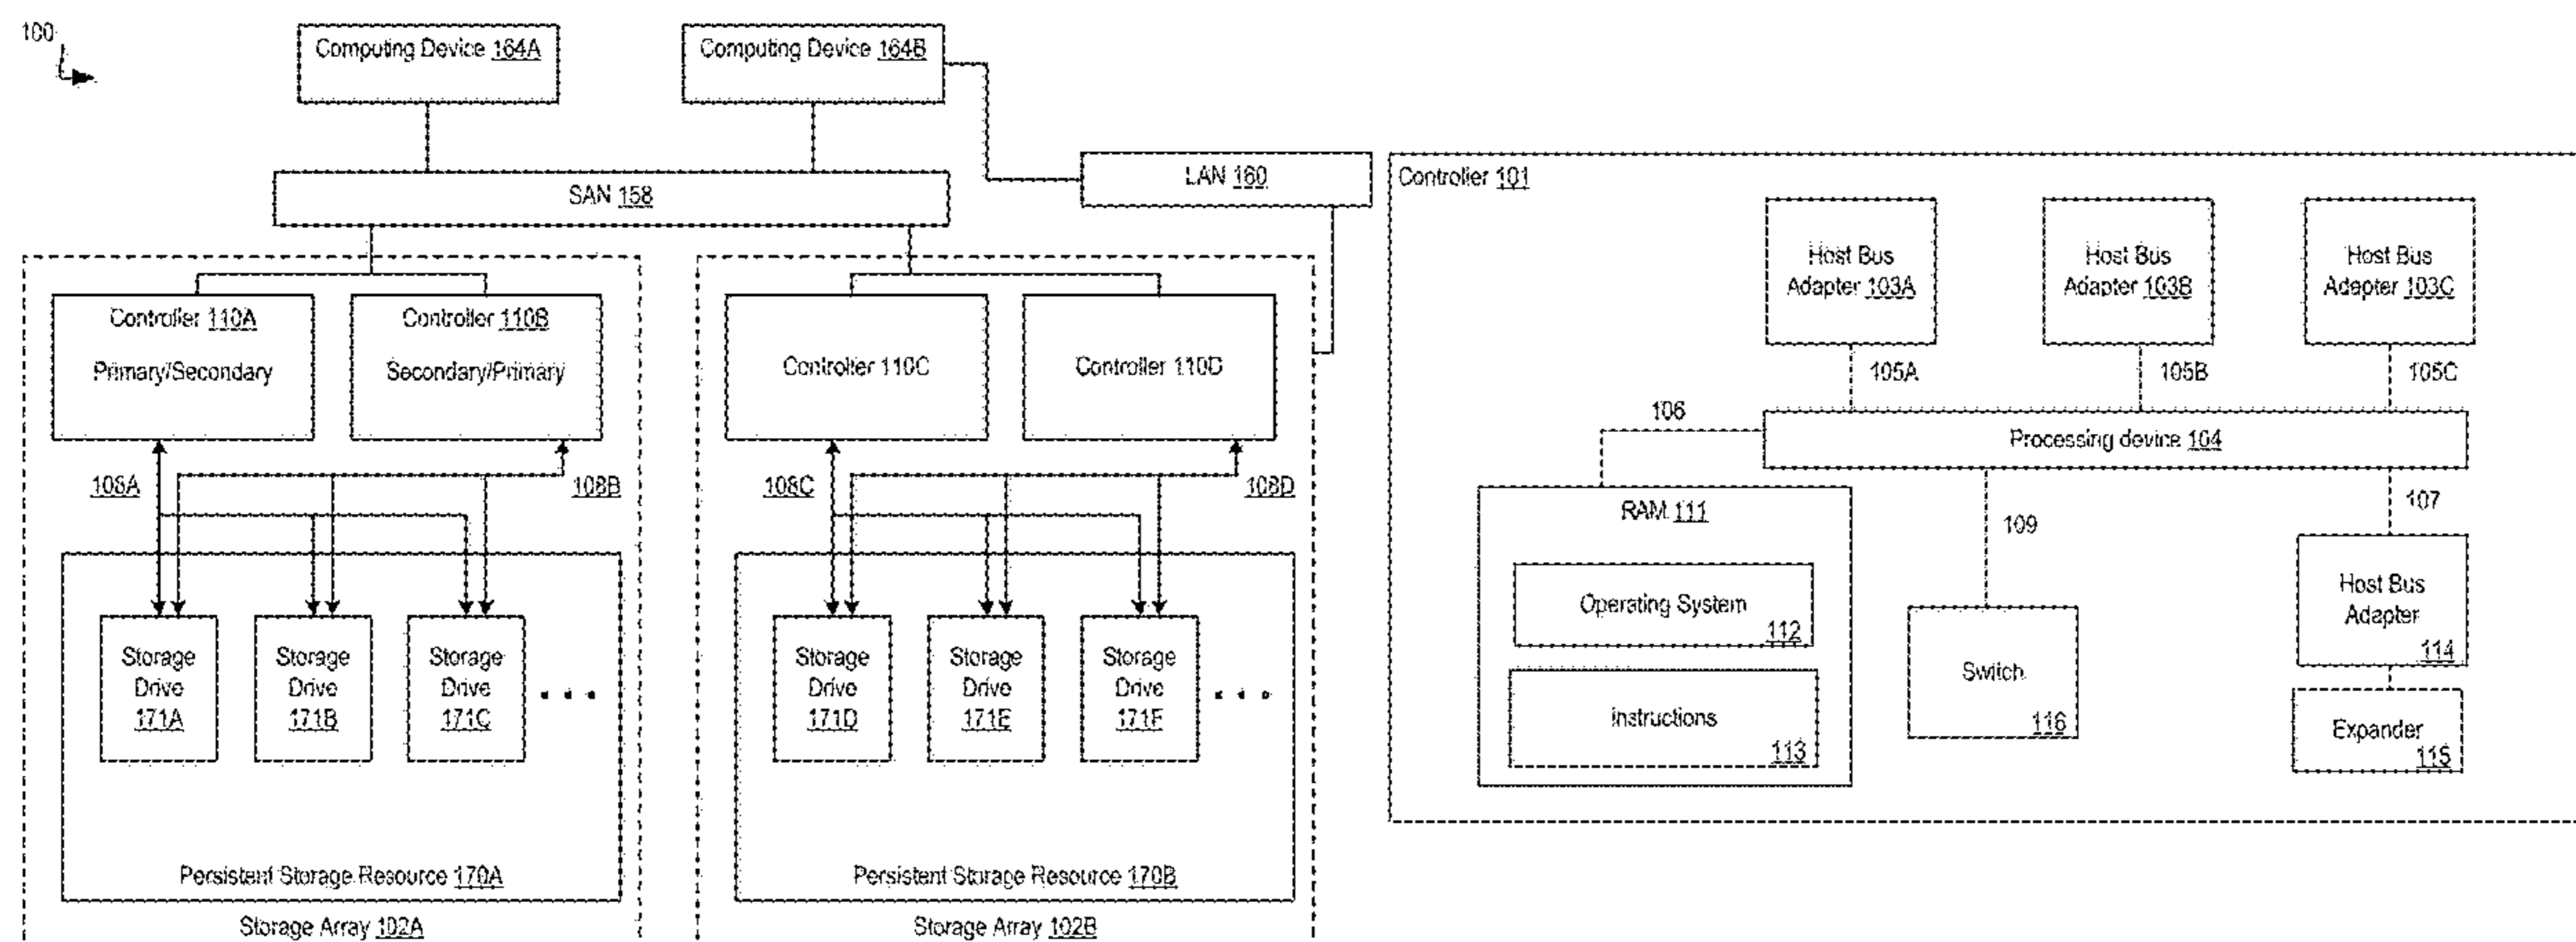 100
Computing Device 164A
Computing Device 164B
SAN 158
LAN 160
Controller 110A
Primary/Secondary
Controller 110B
Secondary/Primary
Controller 110C
Controller 110D
108A
108B
108C
108D
Storage
Drive
171A
Storage
Drive
171B
Storage
Drive
171C
Storage
Drive
171D
Storage
Drive
171E
Storage
Drive
171F
Persistent Storage Resource 170A
Persistent Storage Resource 170B
Storage Array 102A
Storage Array 102B
Controller 101
Host Bus
Adapter 103A
Host Bus
Adapter 103B
Host Bus
Adapter 103C
105A
105B
105C
106
Processing device 104
RAM 111
109
107
Operating System
112
Instructions
113
Switch
116
Host Bus
Adapter
114
Expander
115